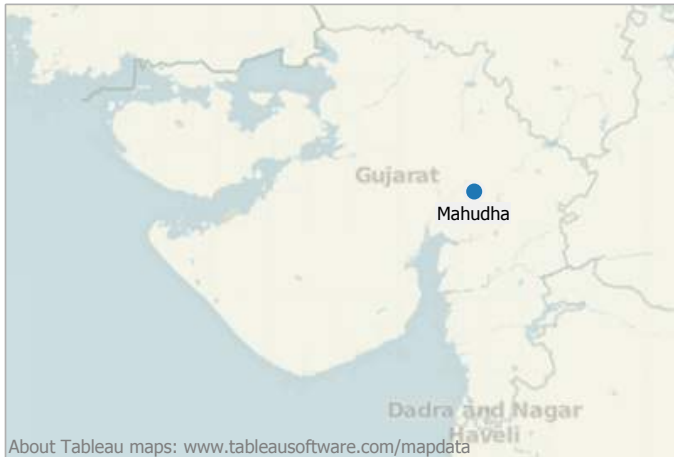 Gujarat
Mahudha
Dadra and Nagar
Haveli
About Tableau maps: www.tableausoftware.com/mapdata